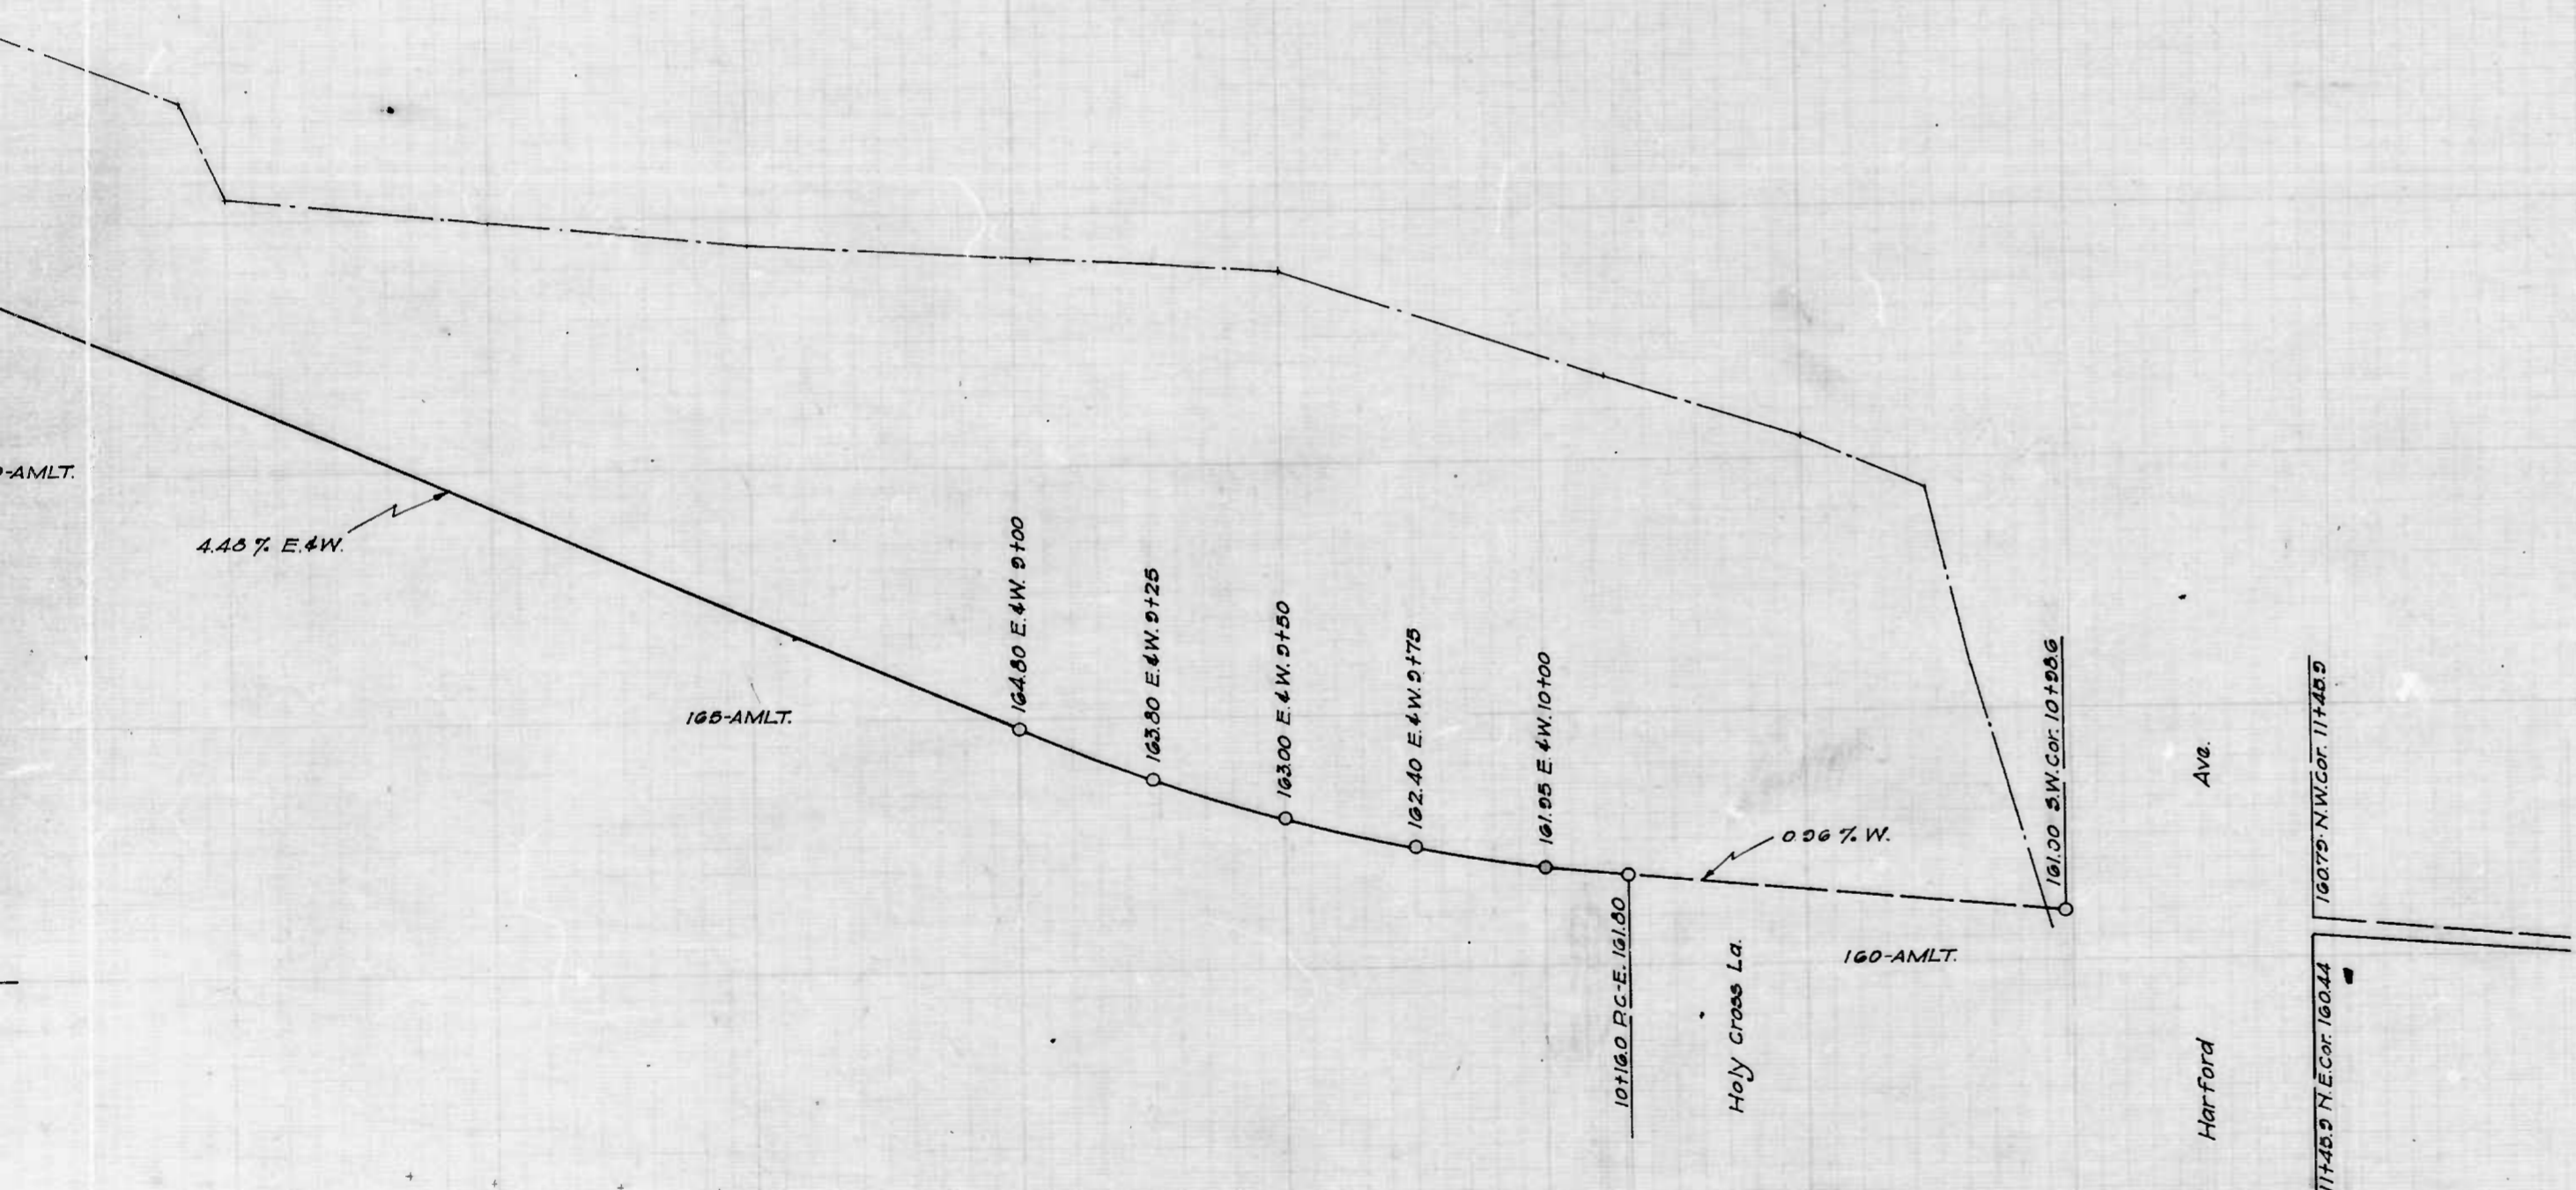 -AMLT.
4.48 % E.&W.
165-AMLT.
164.80 E.&W. 9+00
163.80 E.&W. 9+25
163.00 E.&W. 9+50
162.40 E.&W. 9+75
161.95 E.&W. 10+00
10+16.0 P.C-E. 161.80
0.96 % W.
Holy Cross La.
160-AMLT.
161.00 S.W.Cor. 10+98.6
Harford Ave.
160.79 N.W.Cor. 11+45.9
11+45.9 N.E.Cor. 160.44